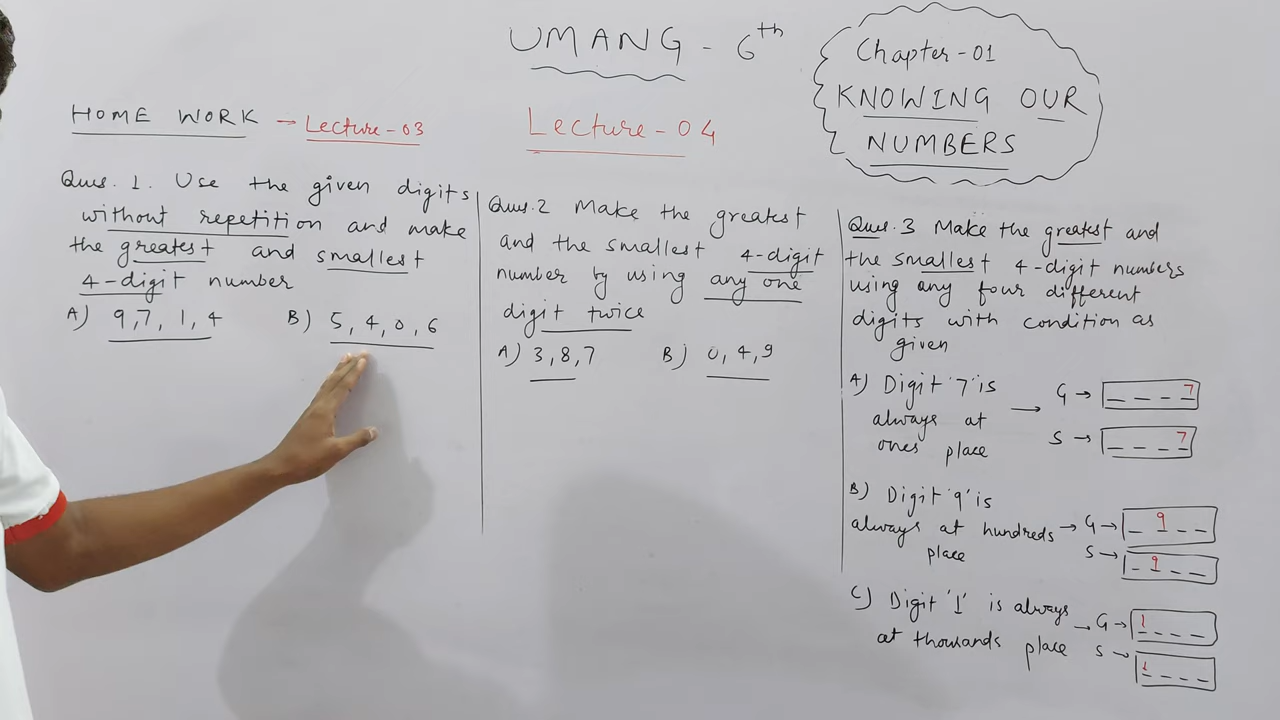 UMANG - 6th
Chapter-01
KNOWING OUR
NUMBERS
HOME WORK → Lecture-03
Lecture-04
Ques. 1. Use the given digits
without repetition and make
the greatest and smallest
4-digit number
A) 9,7,1,4 B) 5,4,0,6
Ques.2 Make the greatest
and the smallest 4-digit
number by using any one
digit twice
A) 3,8,7 B) 0,4,9
Ques.3 Make the greatest and
the smallest 4-digit numbers
using any four different
digits with condition as
given
A) Digit '7' is
always at
ones place
→ G → _ _ _ 7
S → _ _ _ 7
B) Digit '9' is
always at hundreds
place
→ G → _ 9 _ _
S → _ 9 _ _
C) Digit '1' is always
at thousands place
→ G → 1 _ _ _
S → 1 _ _ _